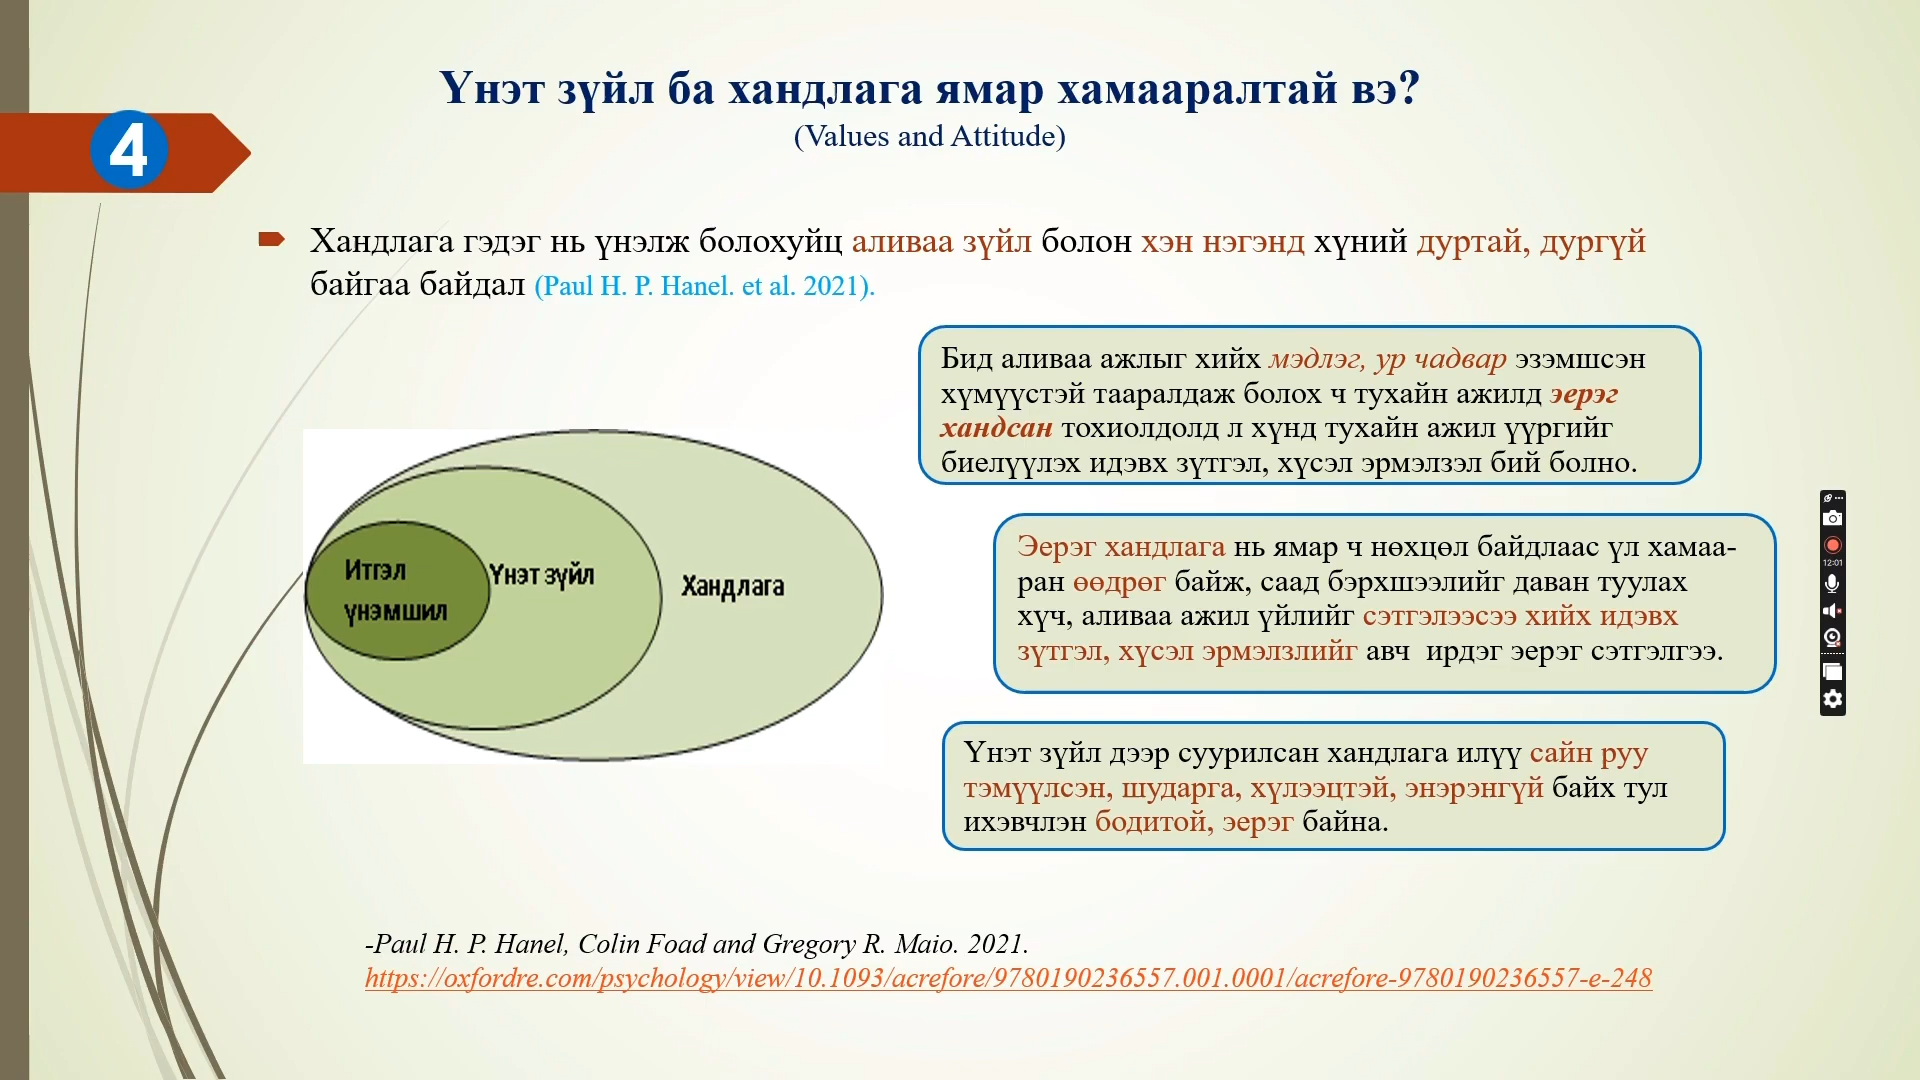 Үнэт зүйл ба хандлага ямар хамааралтай вэ?
(Values and Attitude)
4
Хандлага гэдэг нь үнэлж болохуйц аливаа зүйл болон хэн нэгэнд хүний дуртай, дургүй
байгаа байдал (Paul H. P. Hanel. et al. 2021).
Бид аливаа ажлыг хийх мэдлэг, ур чадвар эзэмшсэн
хүмүүстэй тааралдаж болох ч тухайн ажилд эерэг
хандсан тохиолдолд л хүнд тухайн ажил үүргийг
биелүүлэх идэвх зүтгэл, хүсэл эрмэлзэл бий болно.
Итгэл
үнэмшил
Үнэт зүйл
Хандлага
Эерэг хандлага нь ямар ч нөхцөл байдлаас үл хамаа-
ран өөдрөг байж, саад бэрхшээлийг даван туулах
хүч, аливаа ажил үйлийг сэтгэлээсээ хийх идэвх
зүтгэл, хүсэл эрмэлзлийг авч ирдэг эерэг сэтгэлгээ.
Үнэт зүйл дээр суурилсан хандлага илүү сайн руу
тэмүүлсэн, шударга, хүлээцтэй, энэрэнгүй байх тул
ихэвчлэн бодитой, эерэг байна.
12:01
-Paul H. P. Hanel, Colin Foad and Gregory R. Maio. 2021.
https://oxfordre.com/psychology/view/10.1093/acrefore/9780190236557.001.0001/acrefore-9780190236557-e-248